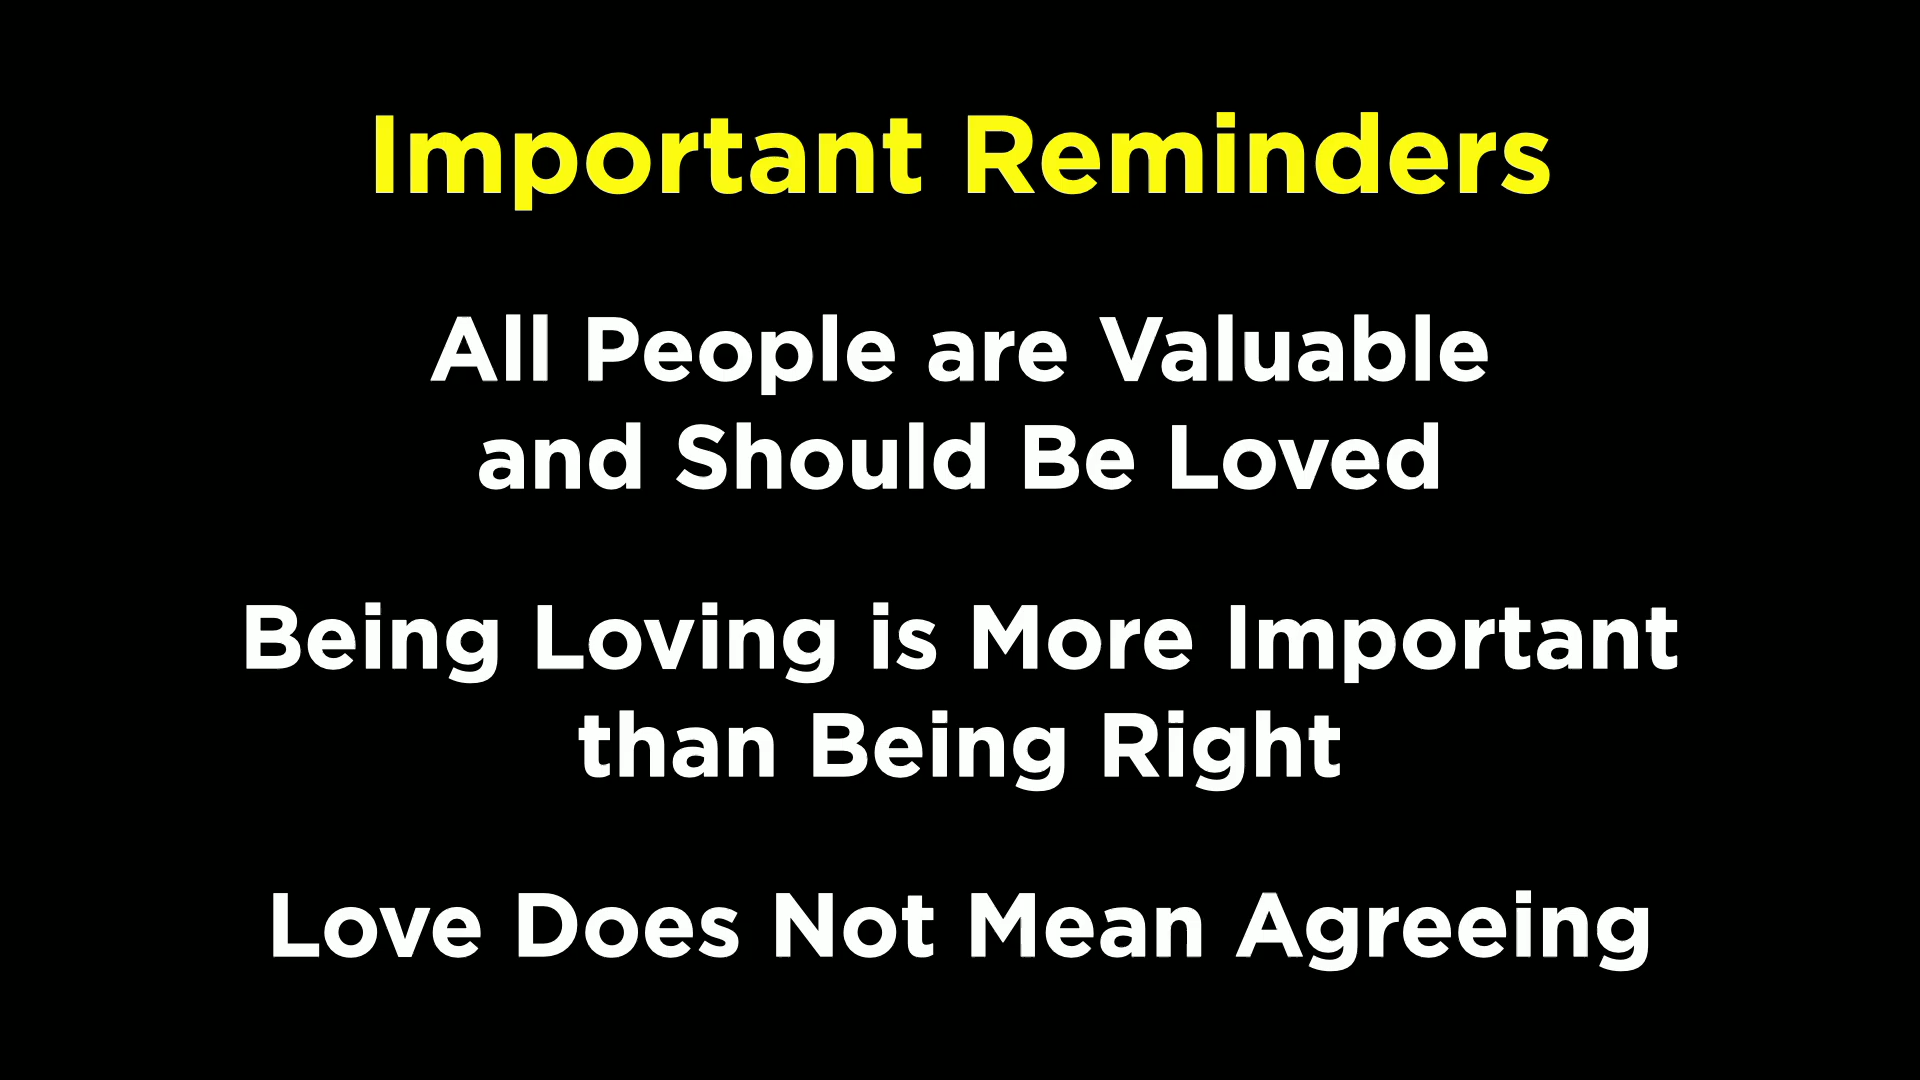 Important Reminders
All People are Valuable
and Should Be Loved
Being Loving is More Important
than Being Right
Love Does Not Mean Agreeing